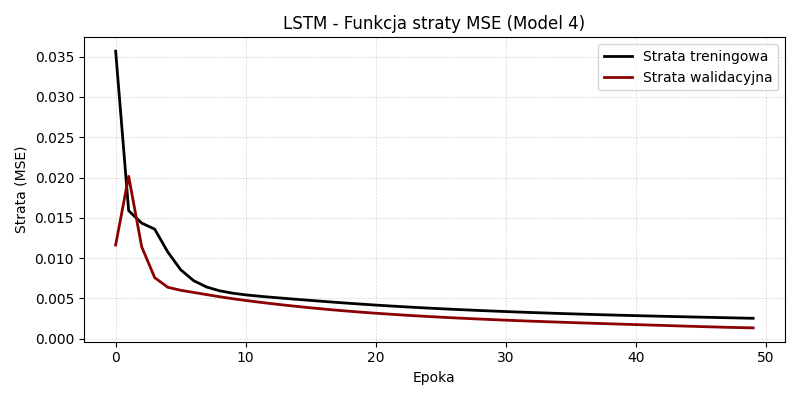 LSTM - Funkcja straty MSE (Model 4)
Strata treningowa
Strata walidacyjna
Strata (MSE)
0.035
0.030
0.025
0.020
0.015
0.010
0.005
0.000
0 10 20 30 40 50
Epoka